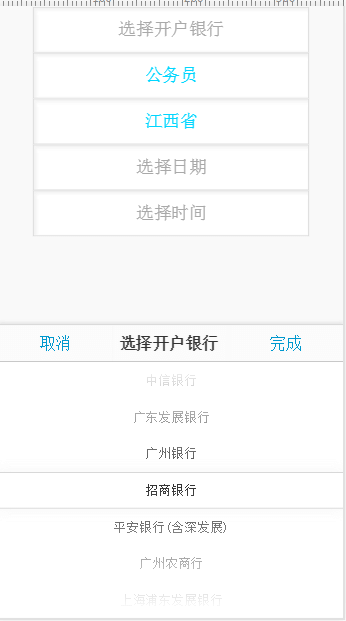 选择开户银行
公务员
江西省
选择日期
选择时间
取消 选择开户银行 完成
中信银行
广东发展银行
广州银行
招商银行
平安银行(含深发展)
广州农商行
上海浦东发展银行